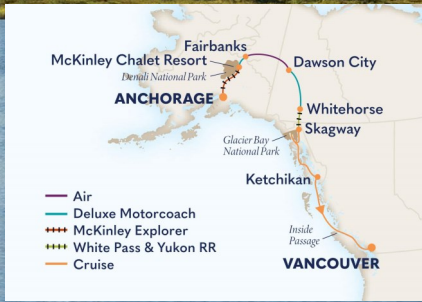 Fairbanks
McKinley Chalet Resort
Denali National Park
Dawson City
ANCHORAGE
Whitehorse
Skagway
Glacier Bay
National Park
Ketchikan
Air
Deluxe Motorcoach
McKinley Explorer
White Pass & Yukon RR
Cruise
Inside
Passage
VANCOUVER